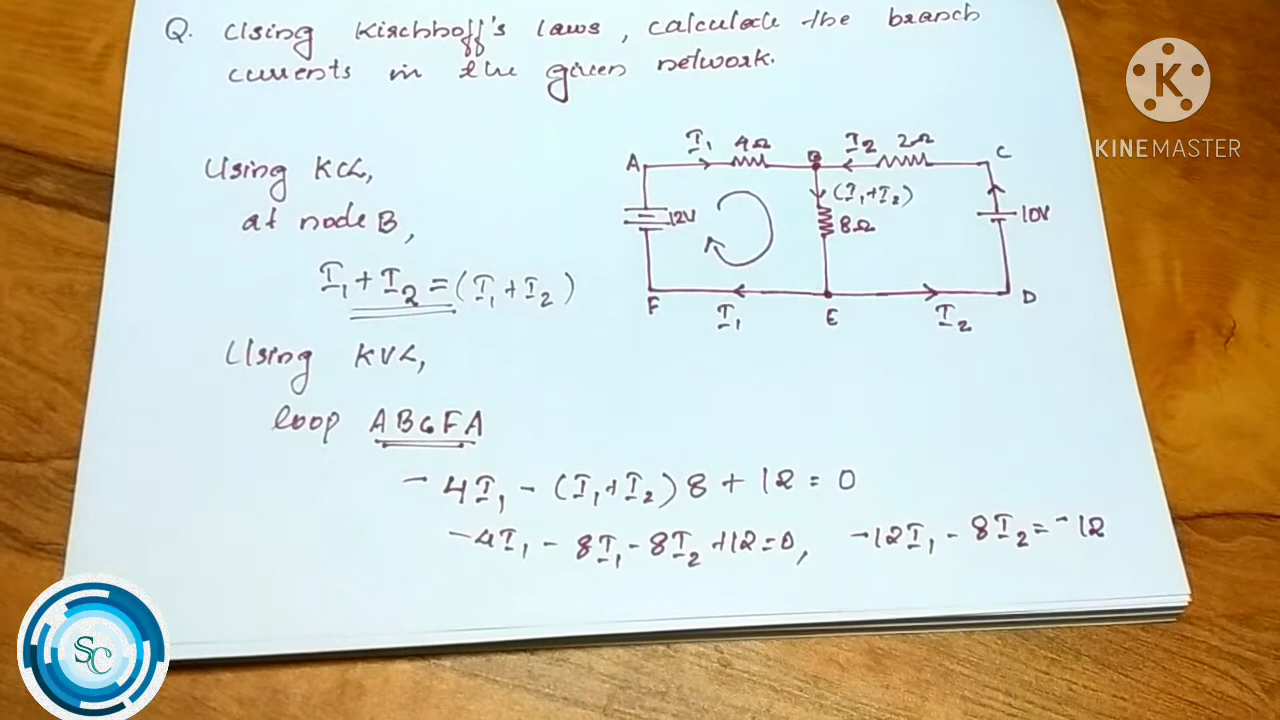 Q. Using Kirchhoff's laws, calculate the branch
currents in the given network.
K
KINEMASTER
Using KCL,
at node B,
I₁ + I₂ = (I₁ + I₂)
A
I₁
4Ω
B
I₂
2Ω
C
(I₁+I₂)
12V
8Ω
10V
F
I₁
E
I₂
D
Using KVL,
loop ABGFA
- 4I₁ - (I₁+I₂) 8 + 12 = 0
-4I₁ - 8I₁ - 8I₂ +12=0, -12I₁ - 8I₂ = -12
SC